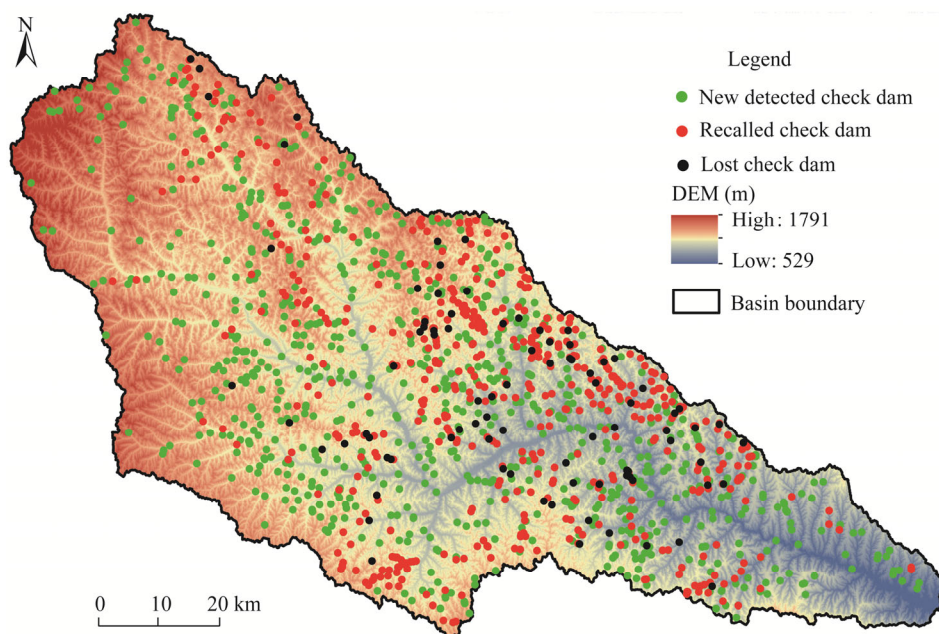 N
Legend
New detected check dam
Recalled check dam
Lost check dam
DEM (m)
High: 1791
Low: 529
Basin boundary
0 10 20 km